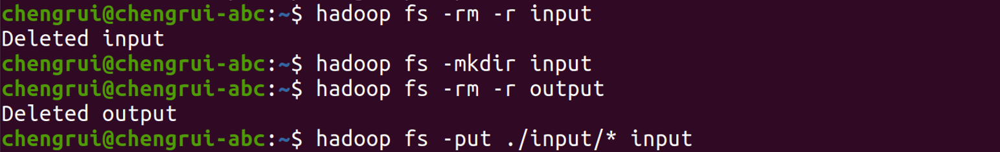 chengrui@chengrui-abc:~$ hadoop fs -rm -r input
Deleted input
chengrui@chengrui-abc:~$ hadoop fs -mkdir input
chengrui@chengrui-abc:~$ hadoop fs -rm -r output
Deleted output
chengrui@chengrui-abc:~$ hadoop fs -put ./input/* input